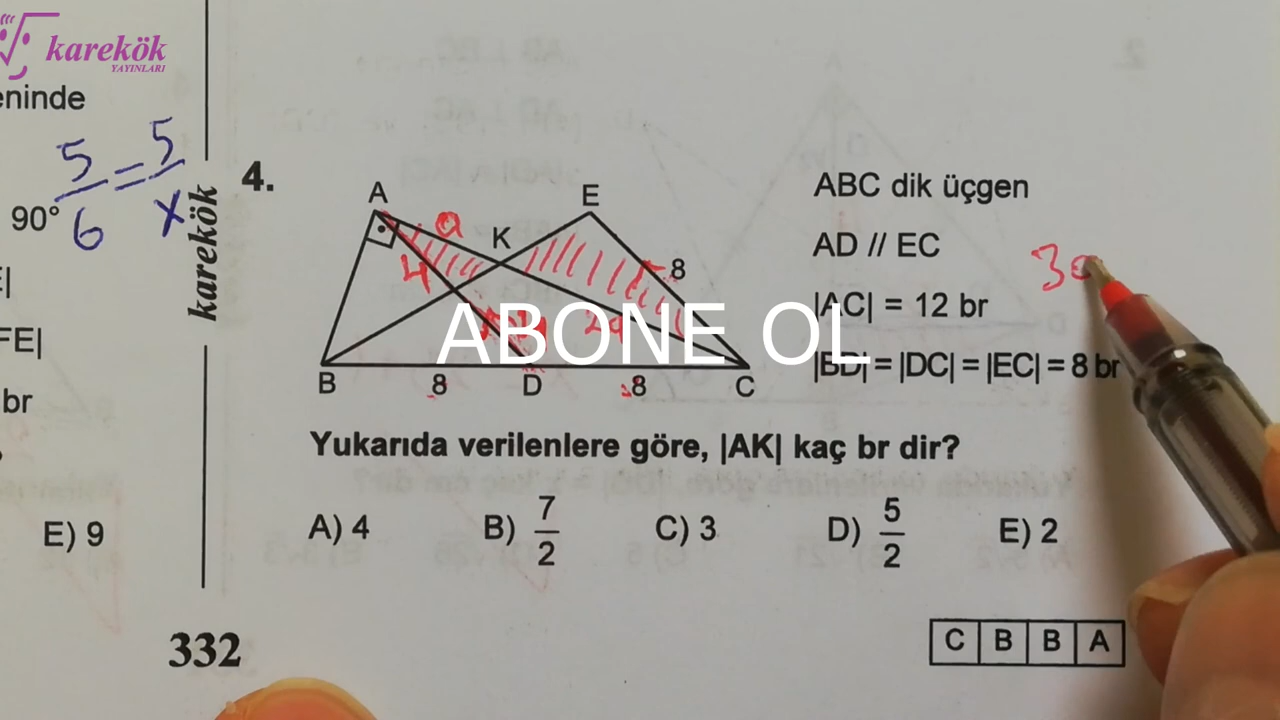 karekök
YAYINLARI
eninde
5/6 = 5/x
90°
E|
FE|
br
E) 9
332
karekök
4.
A
E
K
a
4
8
2a
B
8
D
8
C
ABC dik üçgen
AD // EC
|AC| = 12 br
|BD| = |DC| = |EC| = 8 br
3a
ABONE OL
Yukarıda verilenlere göre, |AK| kaç br dir?
A) 4 B) 7/2 C) 3 D) 5/2 E) 2
C B B A